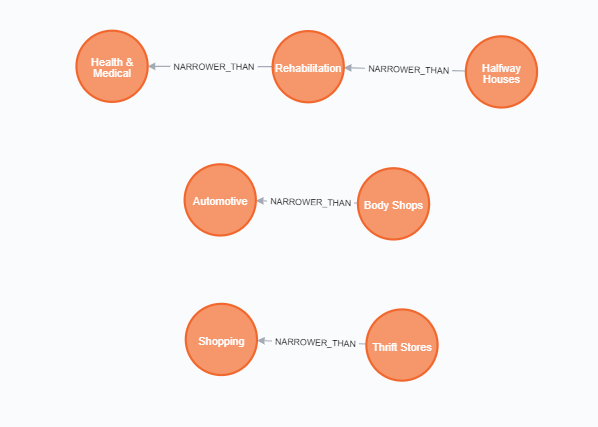 Health &
Medical
NARROWER_THAN
Rehabilitation
NARROWER_THAN
Halfway
Houses
Automotive
NARROWER_THAN
Body Shops
Shopping
NARROWER_THAN
Thrift Stores